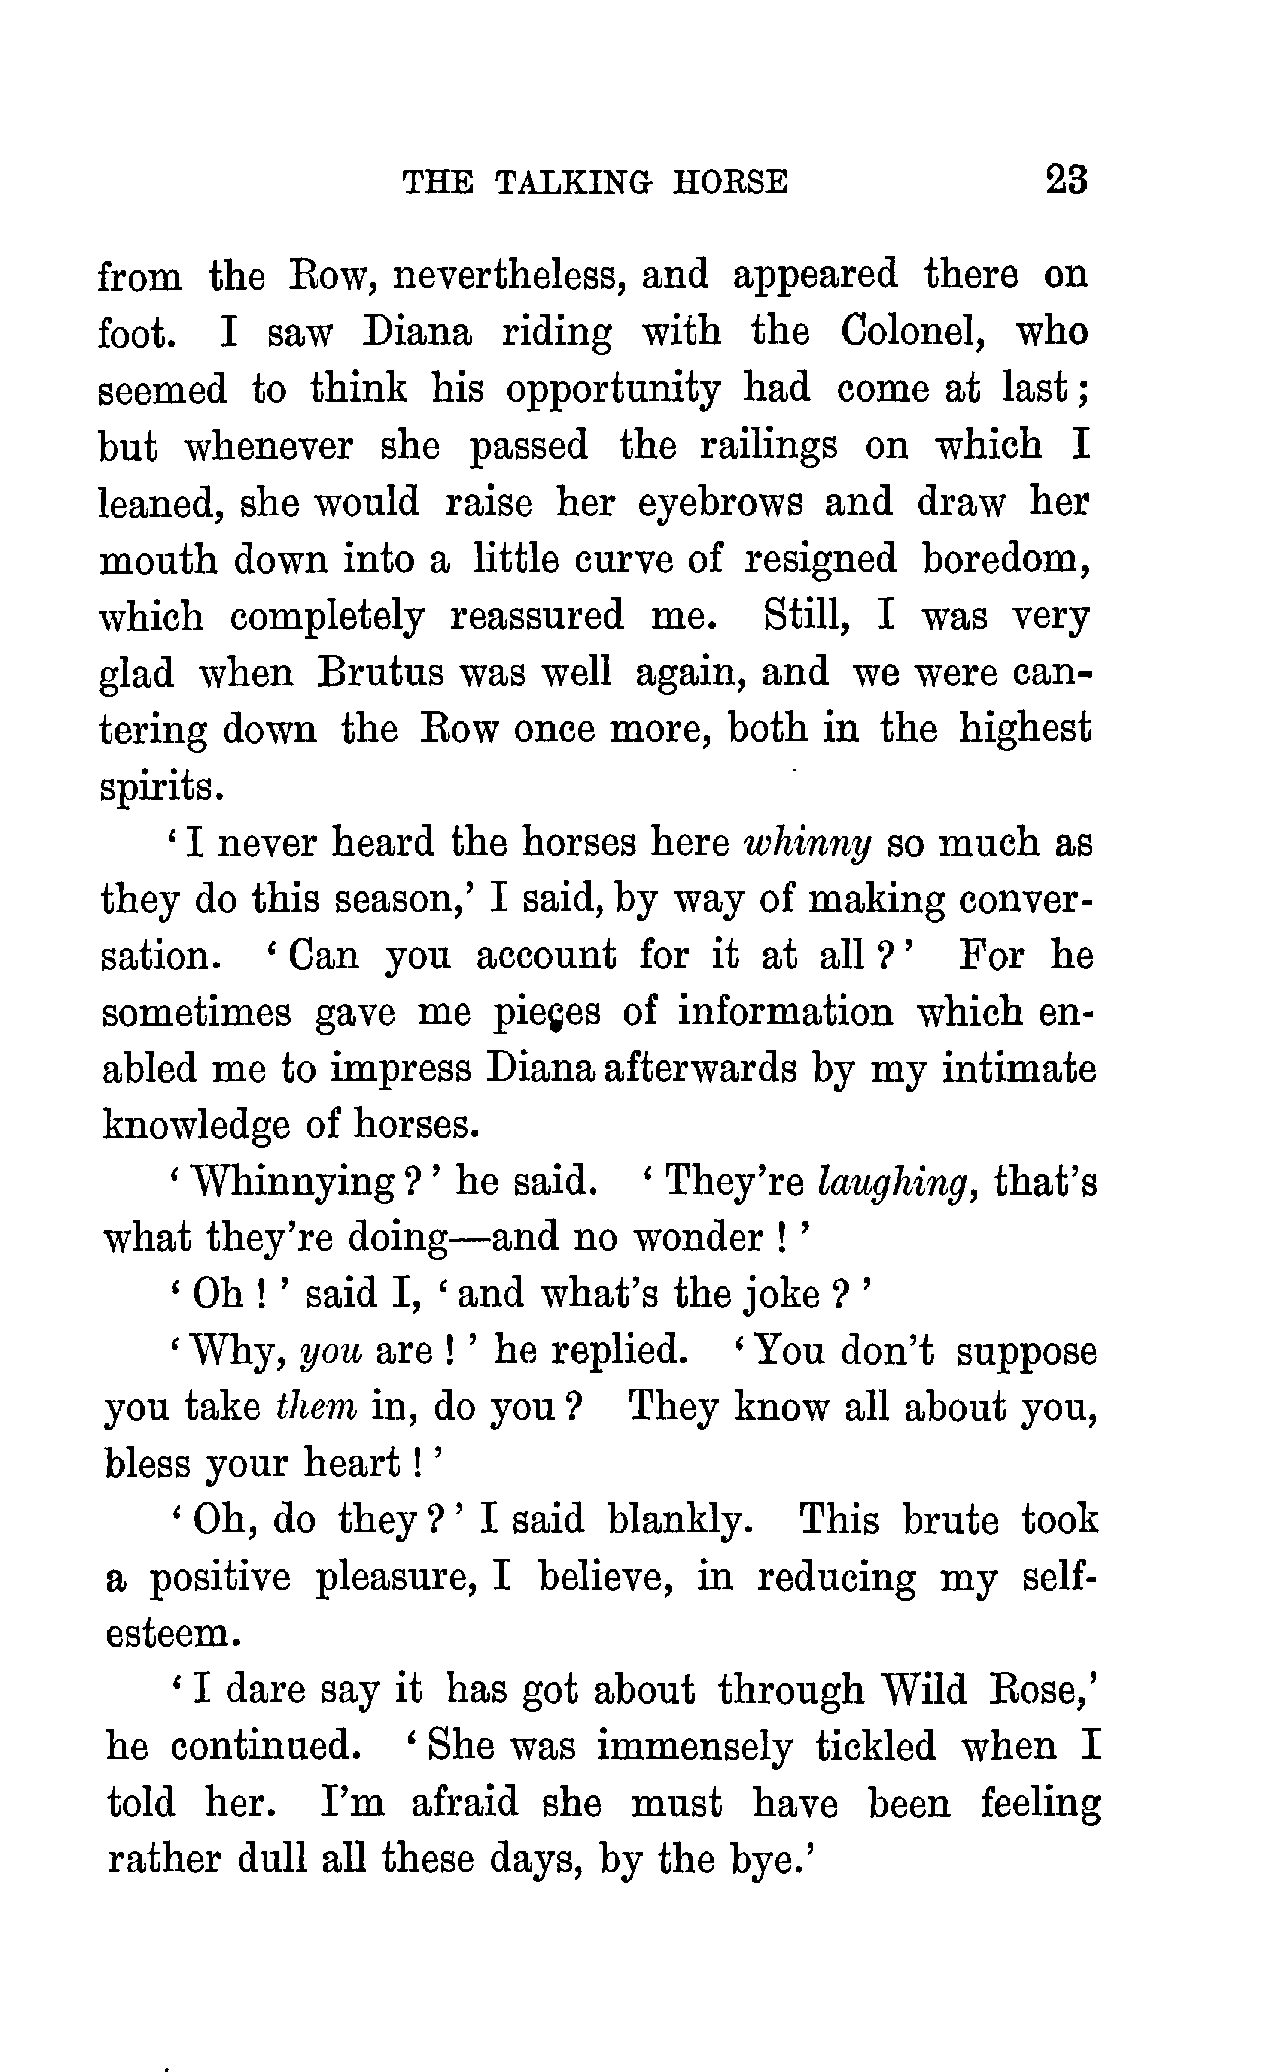 THE TALKING HORSE 23
from the Row, nevertheless, and appeared there on
foot. I saw Diana riding with the Colonel, who
seemed to think his opportunity had come at last;
but whenever she passed the railings on which I
leaned, she would raise her eyebrows and draw her
mouth down into a little curve of resigned boredom,
which completely reassured me. Still, I was very
glad when Brutus was well again, and we were can-
tering down the Row once more, both in the highest
spirits.
‘I never heard the horses here whinny so much as
they do this season,’ I said, by way of making conver-
sation. ‘Can you account for it at all?’ For he
sometimes gave me pieces of information which en-
abled me to impress Diana afterwards by my intimate
knowledge of horses.
‘Whinnying?’ he said. ‘They’re laughing, that’s
what they’re doing—and no wonder!’
‘Oh!’ said I, ‘and what’s the joke?’
‘Why, you are!’ he replied. ‘You don’t suppose
you take them in, do you? They know all about you,
bless your heart!’
‘Oh, do they?’ I said blankly. This brute took
a positive pleasure, I believe, in reducing my self-
esteem.
‘I dare say it has got about through Wild Rose,’
he continued. ‘She was immensely tickled when I
told her. I’m afraid she must have been feeling
rather dull all these days, by the bye.’